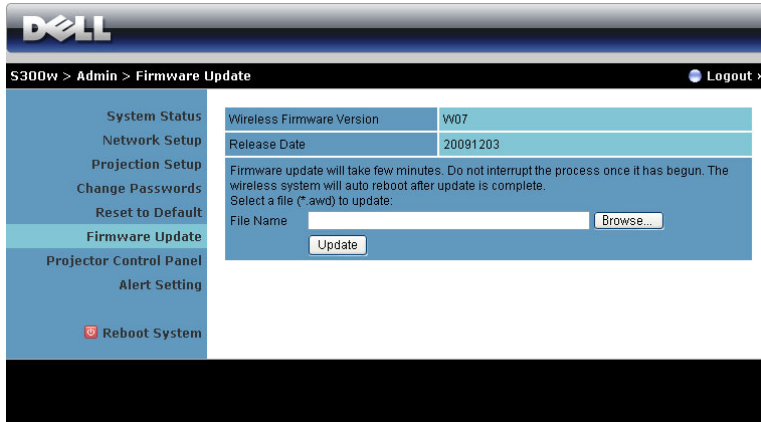 DELL
S300w > Admin > Firmware Update
Logout ›
System Status
Network Setup
Projection Setup
Change Passwords
Reset to Default
Firmware Update
Projector Control Panel
Alert Setting
Reboot System
Wireless Firmware Version W07
Release Date 20091203
Firmware update will take few minutes. Do not interrupt the process once it has begun. The
wireless system will auto reboot after update is complete.
Select a file (*.awd) to update:
File Name Browse...
Update